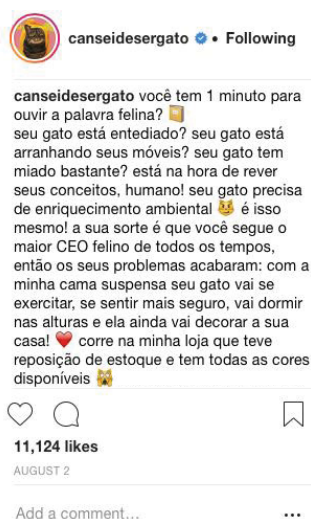 canseidesergato • Following
canseidesergato você tem 1 minuto para
ouvir a palavra felina? 📔
seu gato está entediado? seu gato está
arranhando seus móveis? seu gato tem
miado bastante? está na hora de rever
seus conceitos, humano! seu gato precisa
de enriquecimento ambiental 😼 é isso
mesmo! a sua sorte é que você segue o
maior CEO felino de todos os tempos,
então os seus problemas acabaram: com a
minha cama suspensa seu gato vai se
exercitar, se sentir mais seguro, vai dormir
nas alturas e ela ainda vai decorar a sua
casa! ❤️ corre na minha loja que teve
reposição de estoque e tem todas as cores
disponíveis 🙀
11,124 likes
AUGUST 2
Add a comment...